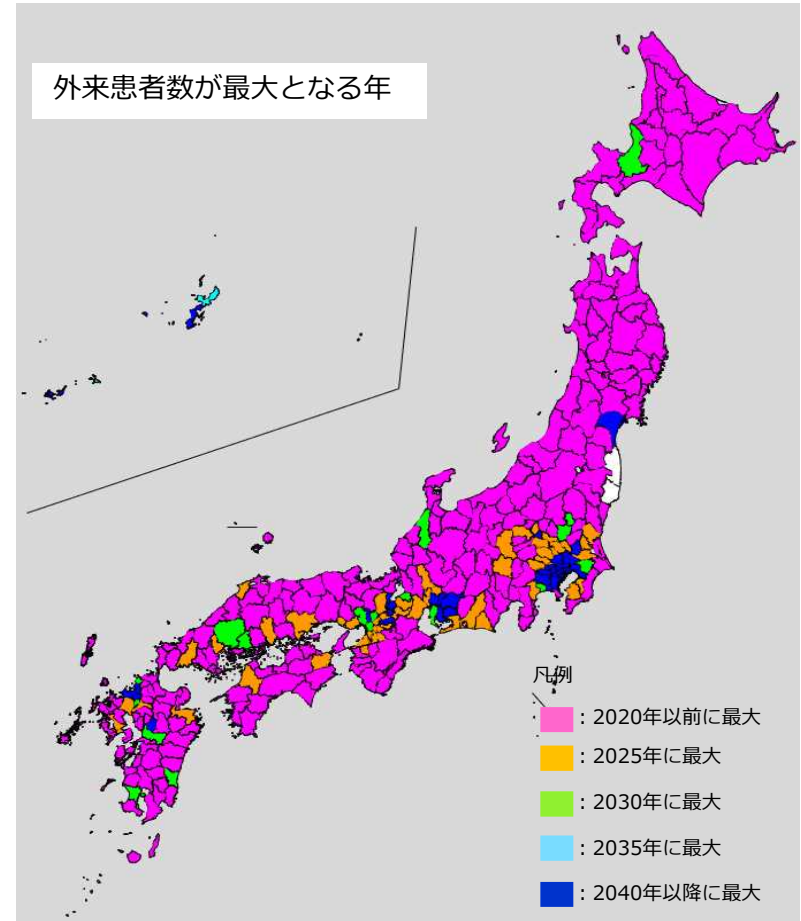 外来患者数が最大となる年
凡例
：2020年以前に最大
：2025年に最大
：2030年に最大
：2035年に最大
：2040年以降に最大